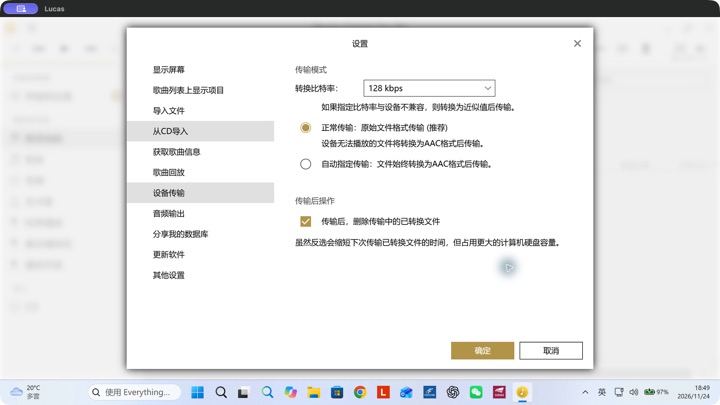 Lucas
设置
显示屏幕
歌曲列表上显示项目
导入文件
从CD导入
获取歌曲信息
歌曲回放
设备传输
音频输出
分享我的数据库
更新软件
其他设置
传输模式
转换比特率：
128 kbps
如果指定比特率与设备不兼容，则转换为近似值后传输。
正常传输：原始文件格式传输 (推荐)
设备无法播放的文件将转换为AAC格式后传输。
自动指定传输：文件始终转换为AAC格式后传输。
传输后操作
传输后，删除传输中的已转换文件
虽然反选会缩短下次传输已转换文件的时间，但占用更大的计算机硬盘容量。
确定
取消
20°C
多雲
使用 Everything...
英
97%
18:49
2026/11/24